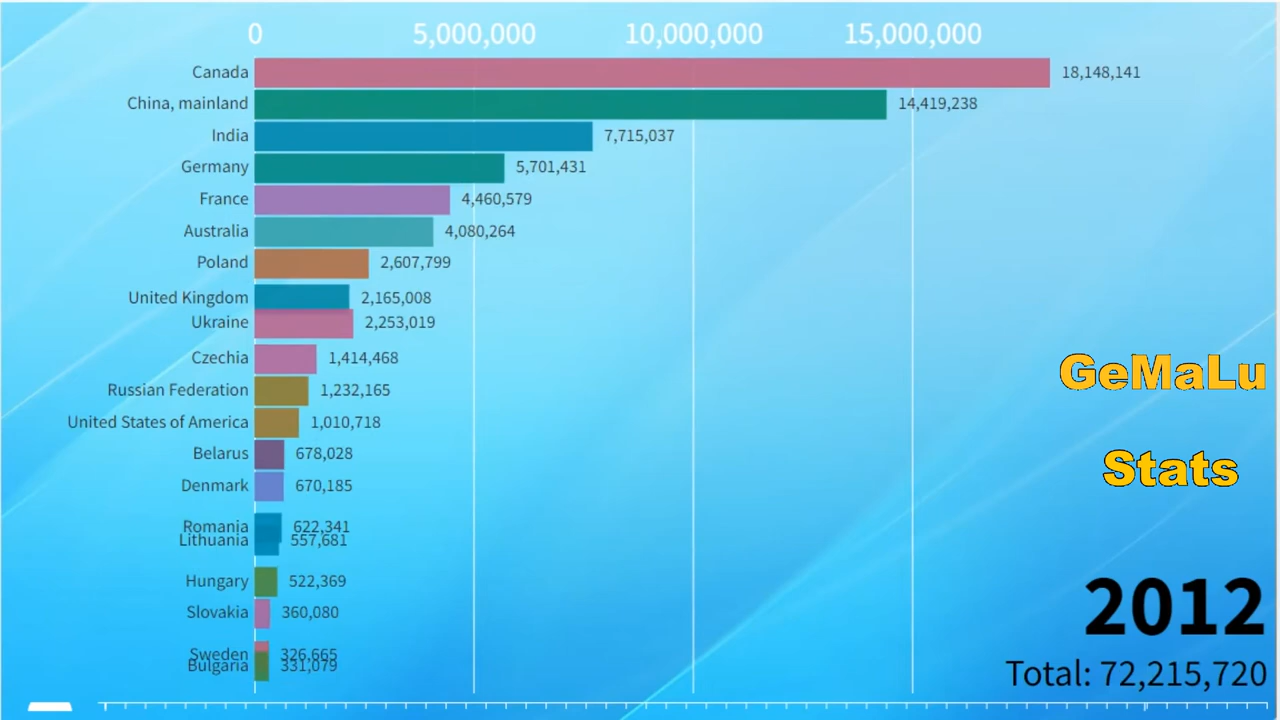 0 5,000,000 10,000,000 15,000,000
Canada 18,148,141
China, mainland 14,419,238
India 7,715,037
Germany 5,701,431
France 4,460,579
Australia 4,080,264
Poland 2,607,799
United Kingdom 2,165,008
Ukraine 2,253,019
Czechia 1,414,468
GeMaLu
Russian Federation 1,232,165
United States of America 1,010,718
Belarus 678,028
Stats
Denmark 670,185
Romania 622,341
Lithuania 557,681
Hungary 522,369
Slovakia 360,080
2012
Sweden 326,665
Bulgaria 331,079
Total: 72,215,720